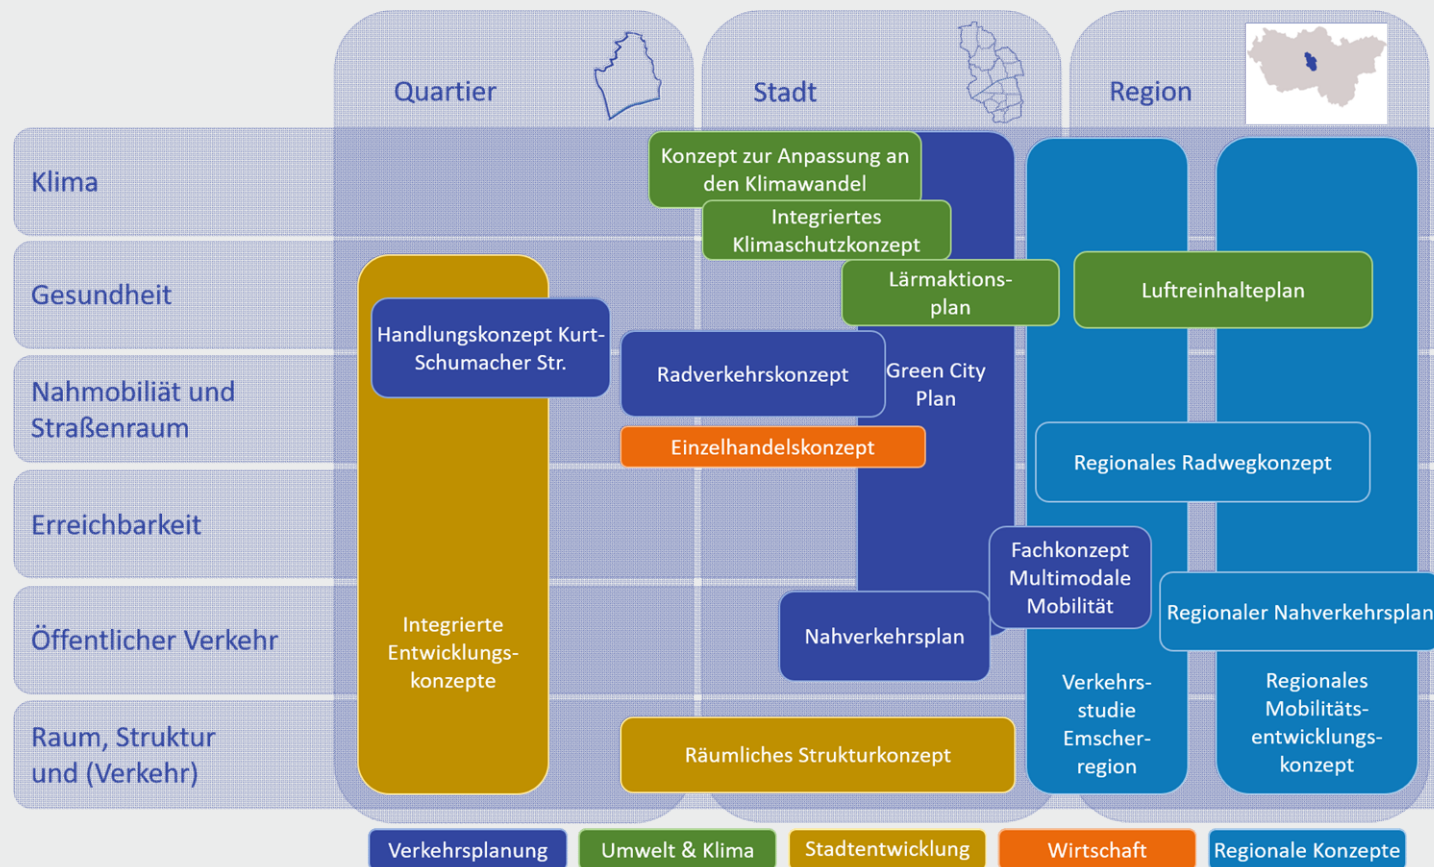 Quartier
Stadt
Region
Klima
Konzept zur Anpassung an
den Klimawandel
Integriertes
Klimaschutzkonzept
Gesundheit
Lärmaktions-
plan
Luftreinhalteplan
Handlungskonzept Kurt-
Schumacher Str.
Nahmobiliät und
Straßenraum
Radverkehrskonzept
Green City
Plan
Einzelhandelskonzept
Regionales Radwegkonzept
Erreichbarkeit
Fachkonzept
Multimodale
Mobilität
Öffentlicher Verkehr
Integrierte
Entwicklungs-
konzepte
Nahverkehrsplan
Regionaler Nahverkehrsplan
Verkehrs-
studie
Emscher-
region
Regionales
Mobilitäts-
entwicklungs-
konzept
Raum, Struktur
und (Verkehr)
Räumliches Strukturkonzept
Verkehrsplanung
Umwelt & Klima
Stadtentwicklung
Wirtschaft
Regionale Konzepte